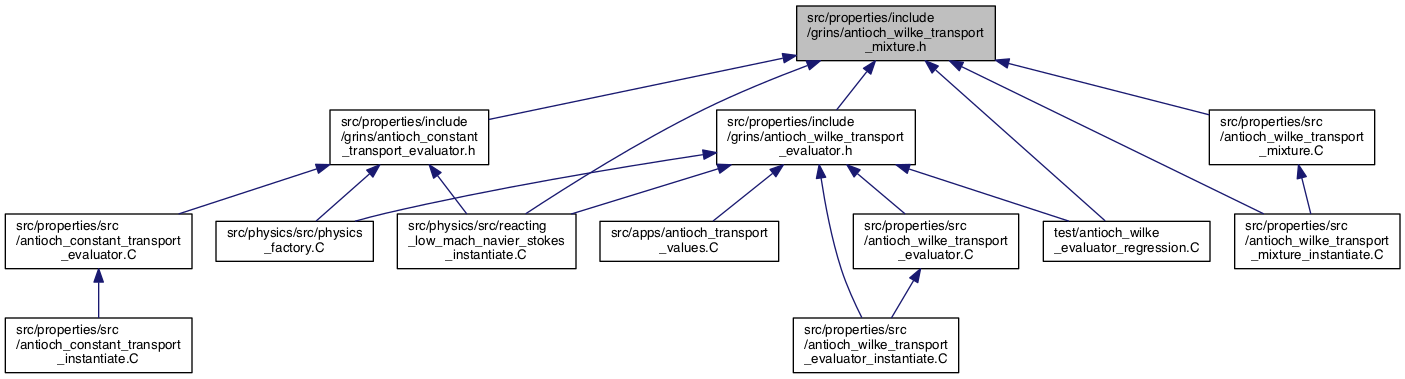 src/properties/include
/grins/antioch_wilke_transport
_mixture.h
src/properties/include
/grins/antioch_constant
_transport_evaluator.h
src/properties/include
/grins/antioch_wilke_transport
_evaluator.h
src/properties/src
/antioch_wilke_transport
_mixture.C
src/properties/src
/antioch_constant_transport
_evaluator.C
src/physics/src/physics
_factory.C
src/physics/src/reacting
_low_mach_navier_stokes
_instantiate.C
src/apps/antioch_transport
_values.C
src/properties/src
/antioch_wilke_transport
_evaluator.C
test/antioch_wilke
_evaluator_regression.C
src/properties/src
/antioch_wilke_transport
_mixture_instantiate.C
src/properties/src
/antioch_constant_transport
_instantiate.C
src/properties/src
/antioch_wilke_transport
_evaluator_instantiate.C